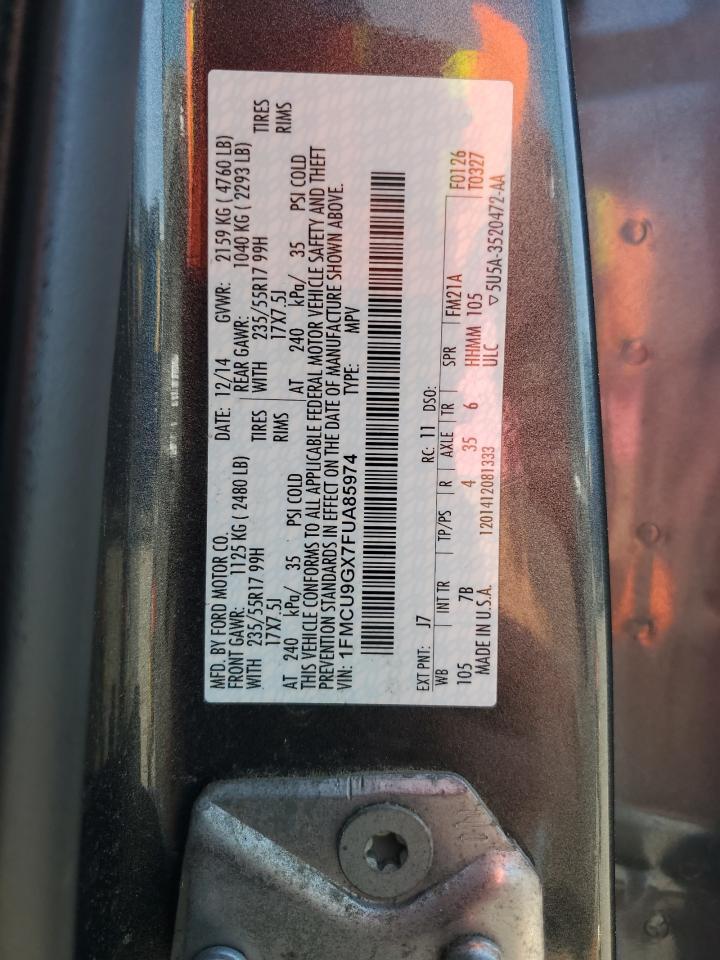 MFD. BY FORD MOTOR CO.
DATE: 12/14 GVWR: 2159 KG ( 4760 LB)
FRONT GAWR: 1125 KG ( 2480 LB) REAR GAWR: 1040 KG ( 2293 LB)
WITH 235/55R17 99H TIRES WITH 235/55R17 99H TIRES
17X7.5J RIMS 17X7.5J RIMS
AT 240 kPa/ 35 PSI COLD AT 240 kPa/ 35 PSI COLD
THIS VEHICLE CONFORMS TO ALL APPLICABLE FEDERAL MOTOR VEHICLE SAFETY AND THEFT
PREVENTION STANDARDS IN EFFECT ON THE DATE OF MANUFACTURE SHOWN ABOVE.
VIN: 1FMCU9GX7FUA85974 TYPE: MPV
EXT PNT: J7 RC: 11 DSO: F0126
WB INT TR TP/PS R AXLE TR SPR FM21A T0327
105 7B 4 35 6 HHMM 105
MADE IN U.S.A. 1201412081333 ULC ▽5U5A-3520472-AA